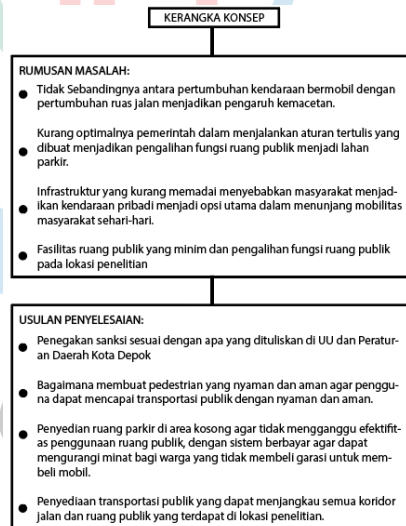 KERANGKA KONSEP
RUMUSAN MASALAH:
● Tidak Sebandingnya antara pertumbuhan kendaraan bermobil dengan
pertumbuhan ruas jalan menjadikan pengaruh kemacetan.
Kurang optimalnya pemerintah dalam menjalankan aturan tertulis yang
● dibuat menjadikan pengalihan fungsi ruang publik menjadi lahan
parkir.
Infrastruktur yang kurang memadai menyebabkan masyarakat menjad-
● ikan kendaraan pribadi menjadi opsi utama dalam menunjang mobilitas
masyarakat sehari-hari.
● Fasilitas ruang publik yang minim dan pengalihan fungsi ruang publik
pada lokasi penelitian
USULAN PENYELESAIAN:
● Penegakan sanksi sesuai dengan apa yang dituliskan di UU dan Peratur-
an Daerah Kota Depok
● Bagaimana membuat pedestrian yang nyaman dan aman agar penggu-
na dapat mencapai transportasi publik dengan nyaman dan aman.
● Penyedian ruang parkir di area kosong agar tidak mengganggu efektifit-
as penggunaan ruang publik, dengan sistem berbayar agar dapat
mengurangi minat bagi warga yang tidak membeli garasi untuk mem-
beli mobil.
● Penyediaan transportasi publik yang dapat menjangkau semua koridor
jalan dan ruang publik yang terdapat di lokasi penelitian.